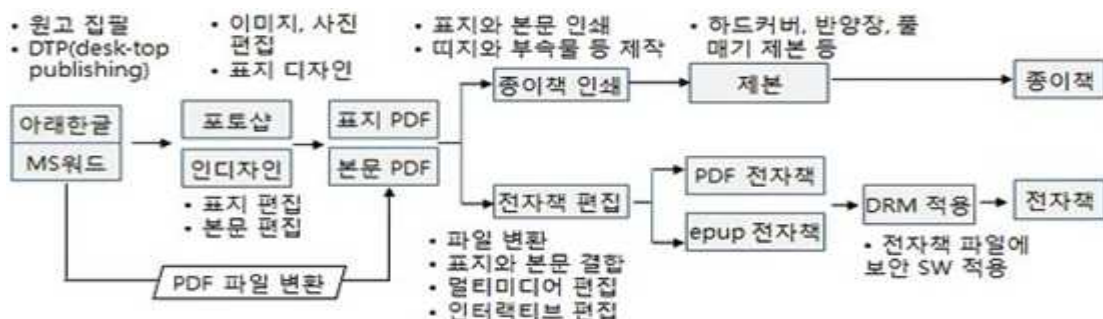 • 원고 집필
• DTP(desk-top
publishing)
• 이미지, 사진
편집
• 표지 디자인
• 표지와 본문 인쇄
• 띠지와 부속물 등 제작
• 하드커버, 반양장, 풀
매기 제본 등
종이책 인쇄
제본
종이책
아래한글
MS워드
포토샵
인디자인
표지 PDF
본문 PDF
• 표지 편집
• 본문 편집
PDF 파일 변환
전자책 편집
PDF 전자책
epup 전자책
DRM 적용
전자책
• 파일 변환
• 표지와 본문 결합
• 멀티미디어 편집
• 인터랙티브 편집
• 전자책 파일에
보안 SW 적용